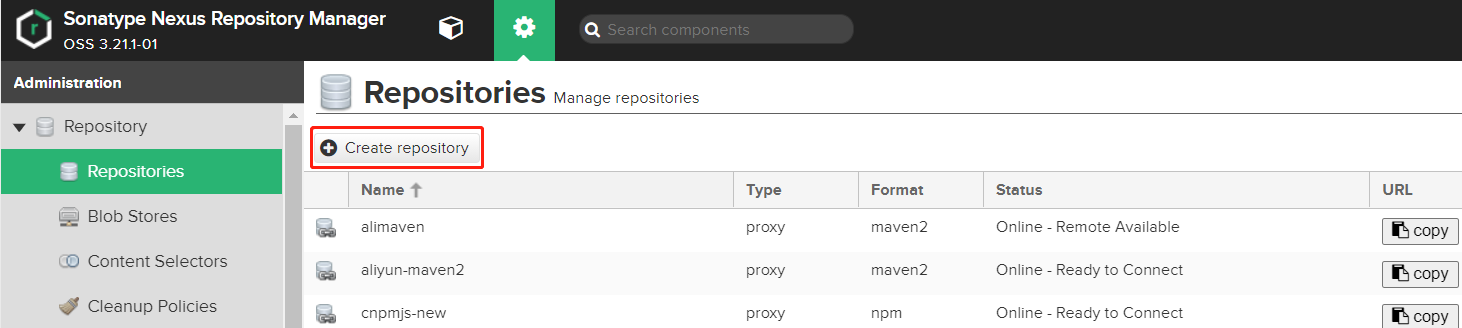 Sonatype Nexus Repository Manager
OSS 3.21.1-01
Search components
Administration
Repository
Repositories
Blob Stores
Content Selectors
Cleanup Policies
Repositories Manage repositories
Create repository
Name Type Format Status URL
alimaven proxy maven2 Online - Remote Available copy
aliyun-maven2 proxy maven2 Online - Ready to Connect copy
cnpmjs-new proxy npm Online - Ready to Connect copy